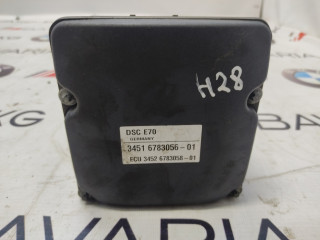 DSC E70
GERMANY
3451 6783056-01
ECU 3452 6783058-01
H28